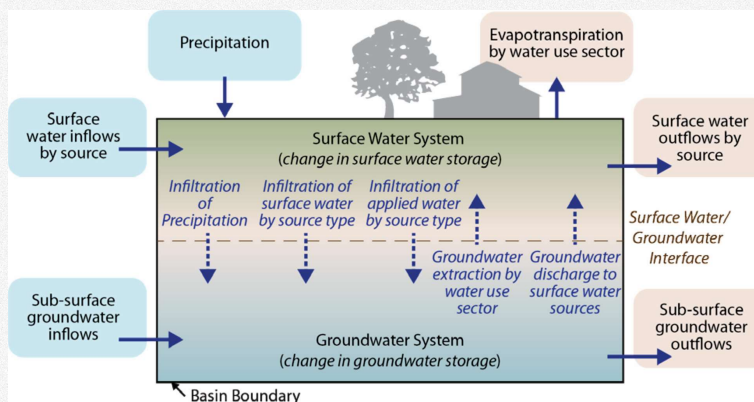 Precipitation
Evapotranspiration
by water use sector
Surface
water inflows
by source
Surface Water System
(change in surface water storage)
Surface water
outflows by
source
Infiltration
of
Precipitation
Infiltration of
surface water
by source type
Infiltration of
applied water
by source type
Surface Water/
Groundwater
Interface
Groundwater
extraction by
water use
sector
Groundwater
discharge to
surface water
sources
Sub-surface
groundwater
inflows
Groundwater System
(change in groundwater storage)
Sub-surface
groundwater
outflows
Basin Boundary